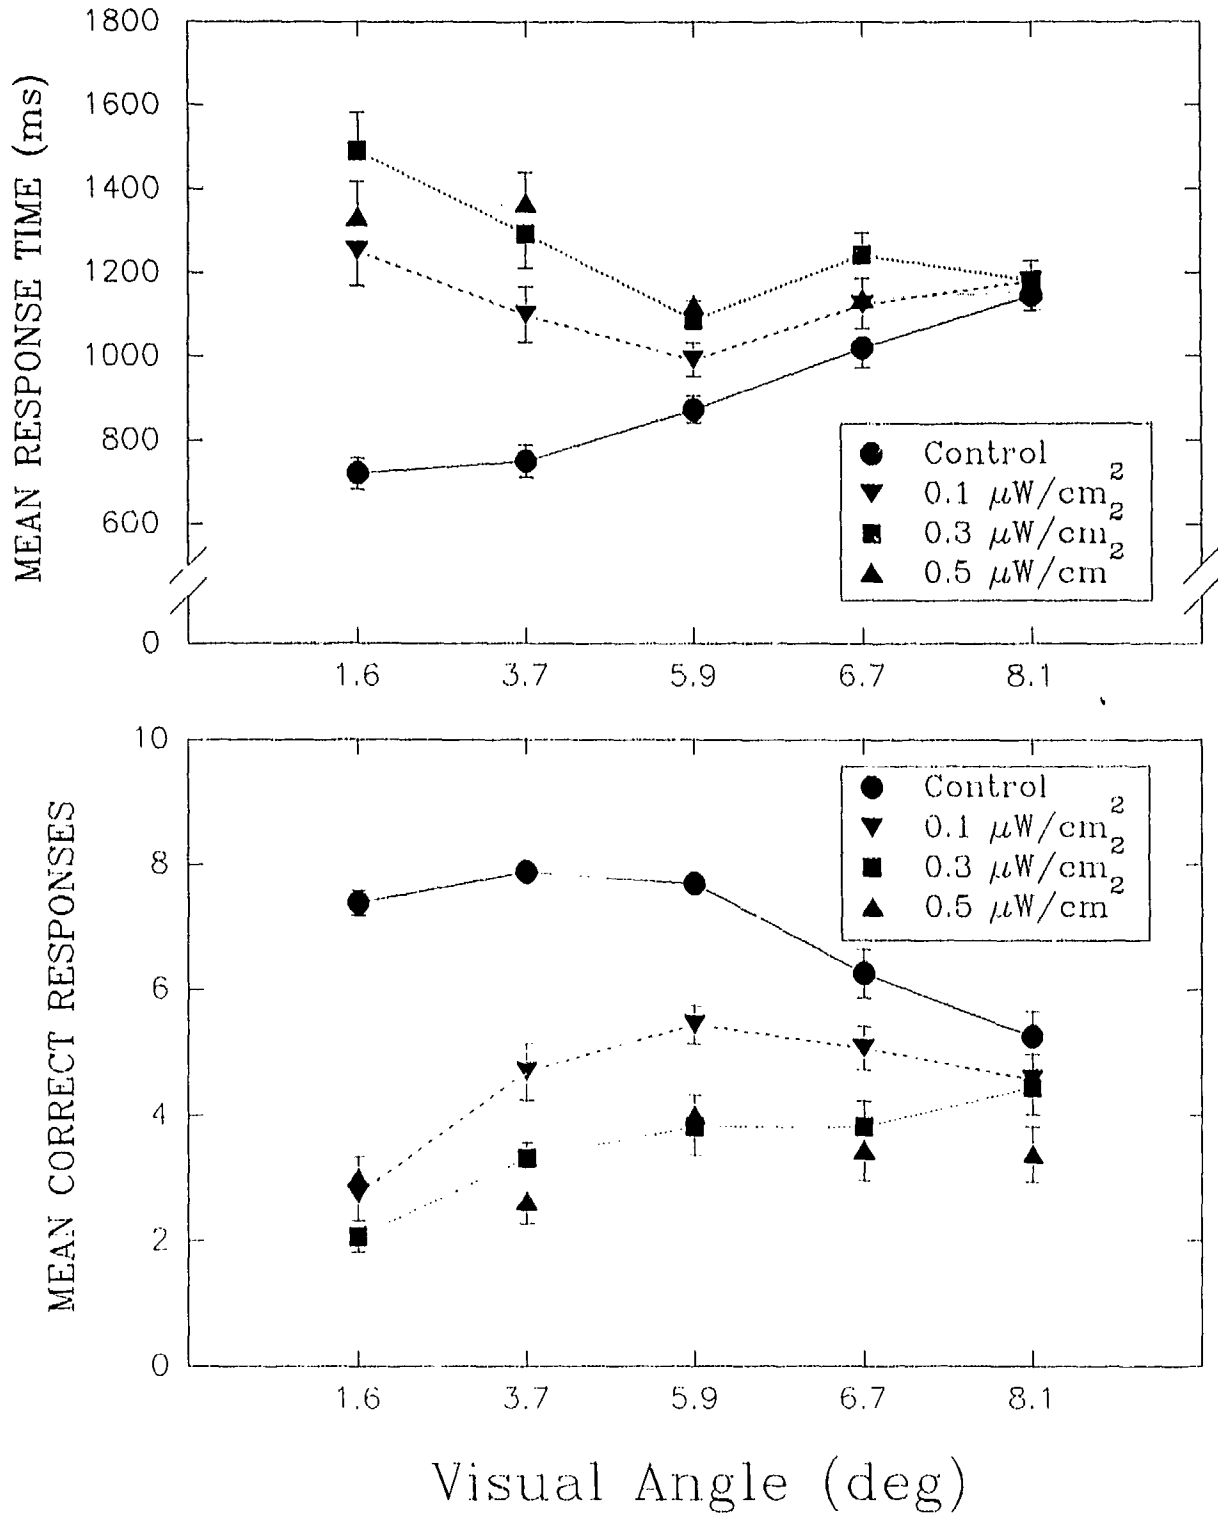 MEAN RESPONSE TIME (ms)
1800
1600
1400
1200
1000
800
600
0
Control
0.1 μW/cm²
0.3 μW/cm²
0.5 μW/cm²
1.6 3.7 5.9 6.7 8.1
MEAN CORRECT RESPONSES
10
8
6
4
2
0
Control
0.1 μW/cm²
0.3 μW/cm²
0.5 μW/cm²
1.6 3.7 5.9 6.7 8.1
Visual Angle (deg)